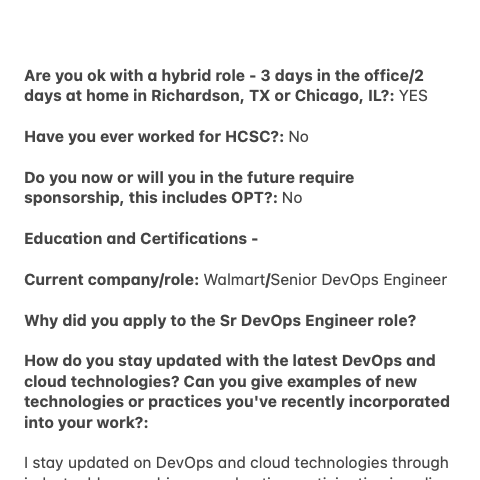 Are you ok with a hybrid role - 3 days in the office/2
days at home in Richardson, TX or Chicago, IL?: YES
Have you ever worked for HCSC?: No
Do you now or will you in the future require
sponsorship, this includes OPT?: No
Education and Certifications -
Current company/role: Walmart/Senior DevOps Engineer
Why did you apply to the Sr DevOps Engineer role?
How do you stay updated with the latest DevOps and
cloud technologies? Can you give examples of new
technologies or practices you've recently incorporated
into your work?:
I stay updated on DevOps and cloud technologies through